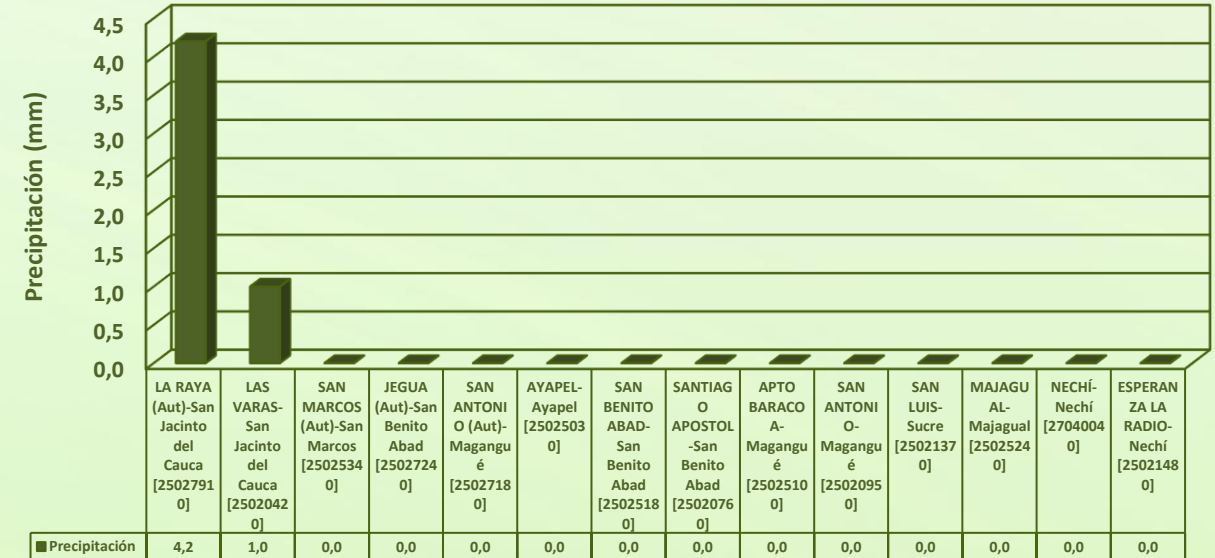 Precipitación (mm)
4,5
4,0
3,5
3,0
2,5
2,0
1,5
1,0
0,5
0,0
LA RAYA
(Aut)-San
Jacinto
del
Cauca
[2502791
0]
LAS
VARAS-
San
Jacinto
del
Cauca
[2502042
0]
SAN
MARCOS
(Aut)-San
Marcos
[2502534
0]
JEGUA
(Aut)-San
Benito
Abad
[2502724
0]
SAN
ANTONI
O (Aut)-
Magangu
é
[2502718
0]
AYAPEL-
Ayapel
[2502503
0]
SAN
BENITO
ABAD-
San
Benito
Abad
[2502518
0]
SANTIAG
O
APOSTOL
-San
Benito
Abad
[2502076
0]
APTO
BARACO
A-
Magangu
é
[2502510
0]
SAN
ANTONI
O-
Magangu
é
[2502095
0]
SAN
LUIS-
Sucre
[2502137
0]
MAJAGU
AL-
Majagual
[2502524
0]
NECHÍ-
Nechí
[2704004
0]
ESPERAN
ZA LA
RADIO-
Nechí
[2502148
0]
Precipitación 4,2 1,0 0,0 0,0 0,0 0,0 0,0 0,0 0,0 0,0 0,0 0,0 0,0 0,0